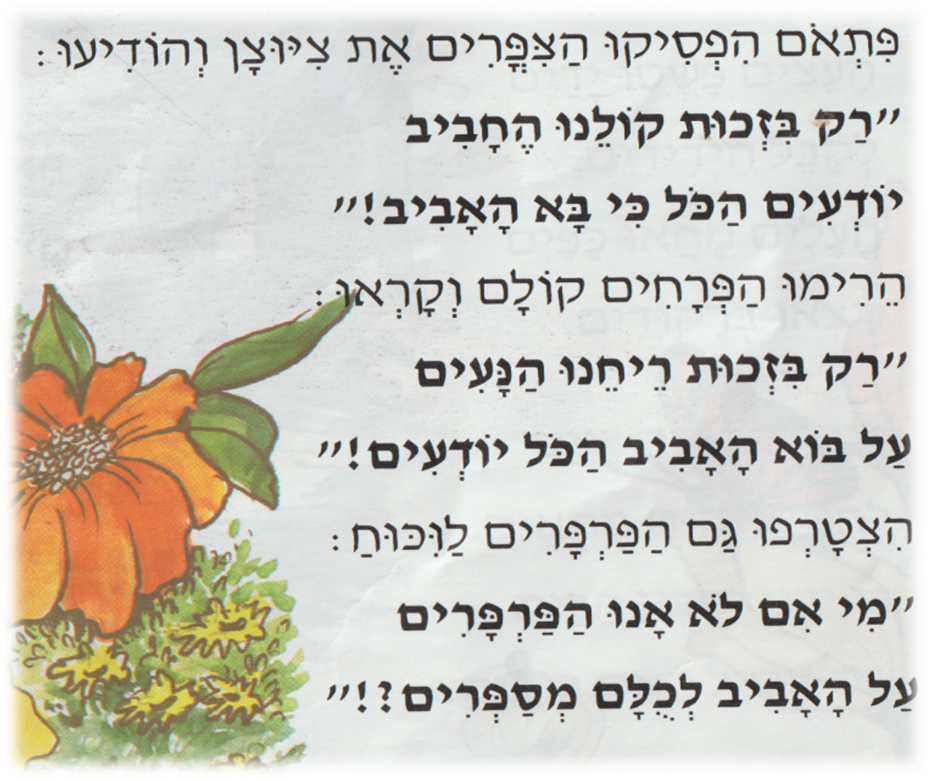 פִּתְאֹם הִפְסִיקוּ הַצִּפֳּרִים אֶת צִיּוּצָן וְהוֹדִיעוּ:
״רַק בִּזְכוּת קוֹלֵנוּ הֶחָבִיב
יוֹדְעִים הַכֹּל כִּי בָּא הָאָבִיב!״
הֵרִימוּ הַפְּרָחִים קוֹלָם וְקָרְאוּ:
״רַק בִּזְכוּת רֵיחֵנוּ הַנָּעִים
עַל בּוֹא הָאָבִיב הַכֹּל יוֹדְעִים!״
הִצְטָרְפוּ גַּם הַפַּרְפָּרִים לַוִּכּוּחַ:
״מִי אִם לֹא אָנוּ הַפַּרְפָּרִים
עַל הָאָבִיב לְכֻלָּם מְסַפְּרִים?!״